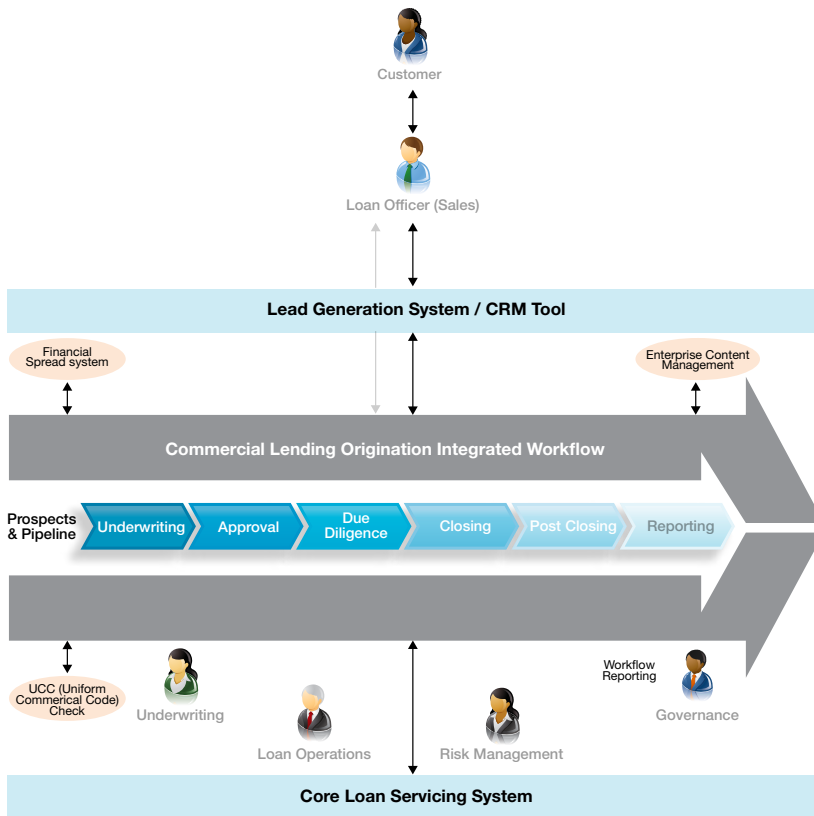 Customer
Loan Officer (Sales)
Lead Generation System / CRM Tool
Financial
Spread system
Enterprise Content
Management
Commercial Lending Origination Integrated Workflow
Prospects
& Pipeline
Underwriting
Approval
Due
Diligence
Closing
Post Closing
Reporting
UCC (Uniform
Commerical Code)
Check
Underwriting
Loan Operations
Risk Management
Workflow
Reporting
Governance
Core Loan Servicing System